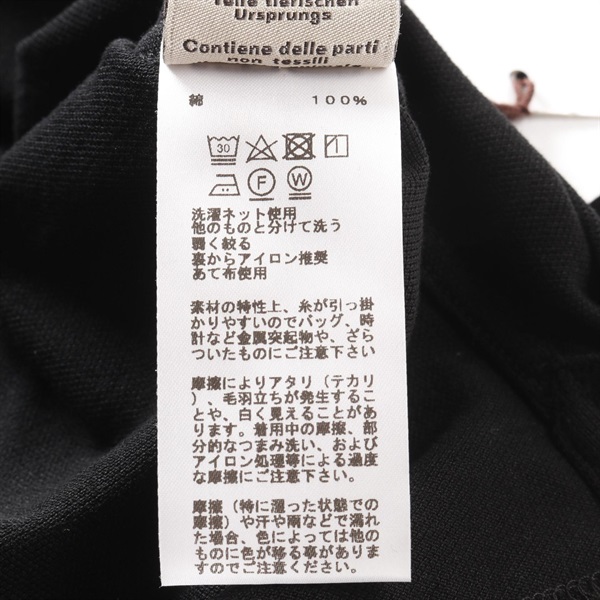 Teile tierischen
Ursprungs
Contiene delle parti
non tessili
綿 100%
30
F W
洗濯ネット使用
他のものと分けて洗う
弱く絞る
裏からアイロン推奨
あて布使用
素材の特性上、糸が引っ掛
かりやすいのでバッグ、時
計など金属突起物や、ざら
ついたものにご注意下さい
摩擦によりアタリ（テカリ
）、毛羽立ちが発生するこ
とや、白く見えることがあ
ります。着用中の摩擦、部
分的なつまみ洗い、および
アイロン処理等による過度
な摩擦にご注意下さい。
摩擦（特に湿った状態での
摩擦）や汗や雨などで濡れ
た場合、色によっては他の
ものに色が移る事がありま
すのでご注意下さい。